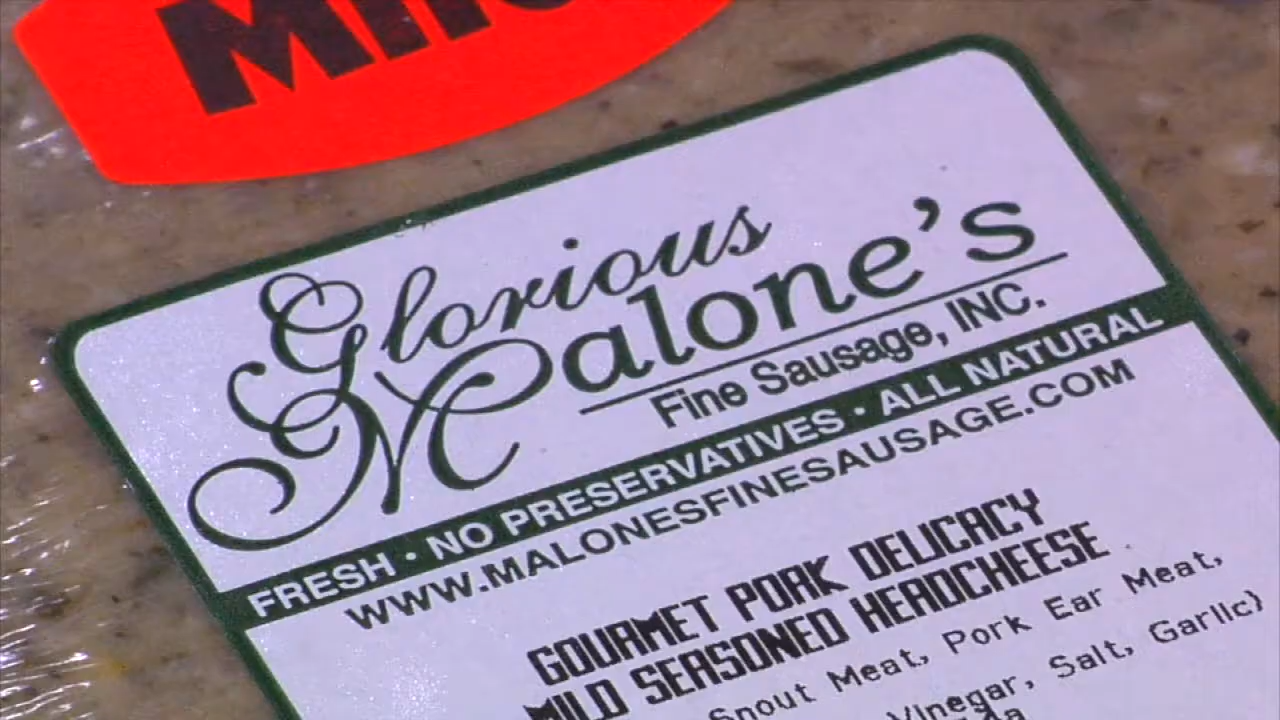 Glorious
Malone's
Fine Sausage, INC.
FRESH · NO PRESERVATIVES · ALL NATURAL
WWW.MALONESFINESAUSAGE.COM
GOURMET PORK DELICACY
MILD SEASONED HEADCHEESE
Snout Meat, Pork Ear Meat,
Vinegar, Salt, Garlic)